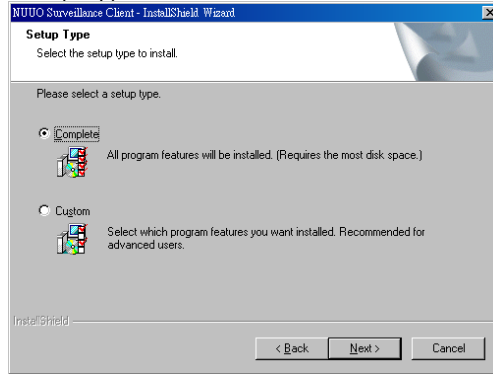 NUUO Surveillance Client - InstallShield Wizard
Setup Type
Select the setup type to install.
Please select a setup type.
Complete
All program features will be installed. (Requires the most disk space.)
Custom
Select which program features you want installed. Recommended for
advanced users.
InstallShield
< Back Next > Cancel